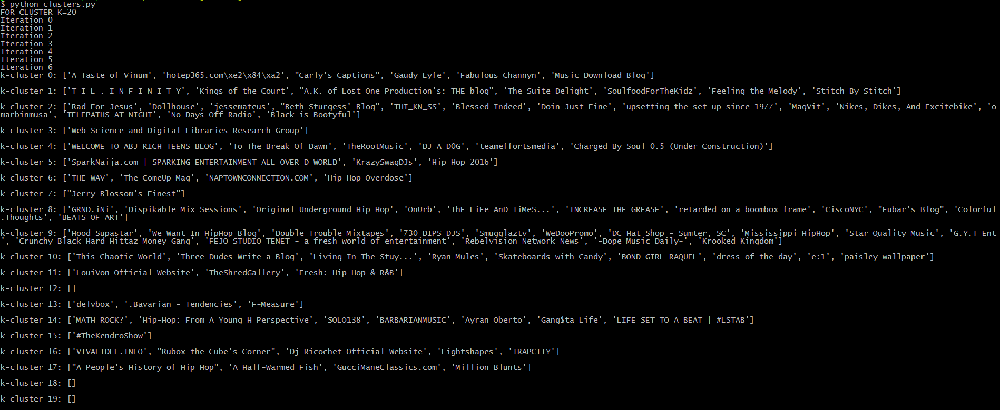 $ python clusters.py
FOR CLUSTER K=20
Iteration 0
Iteration 1
Iteration 2
Iteration 3
Iteration 4
Iteration 5
Iteration 6
k-cluster 0: ['A Taste of Vinum', 'hotep365.com\xe2\x84\xa2', "Carly's Captions", 'Gaudy Lyfe', 'Fabulous Channyn', 'Music Download Blog']
k-cluster 1: ['T I L . I N F I N I T Y', 'Kings of the Court', "A.K. of Lost One Production's: THE blog", 'The Suite Delight', 'SoulfoodForTheKidz', 'Feeling the Melody', 'Stitch By Stitch']
k-cluster 2: ['Rad For Jesus', 'Dollhouse', 'jessemateus', "Beth Sturgess' Blog", 'THI_KN_SS', 'Blessed Indeed', 'Doin Just Fine', 'upsetting the set up since 1977', 'MagVit', 'Nikes, Dikes, And Excitebike', 'o
marbinmusa', 'TELEPATHS AT NIGHT', 'No Days Off Radio', 'Black is Bootyful']
k-cluster 3: ['Web Science and Digital Libraries Research Group']
k-cluster 4: ['WELCOME TO ABJ RICH TEENS BLOG', 'To The Break Of Dawn', 'TheRootMusic', 'DJ A_D0G', 'teameffortsmedia', 'Charged By Soul 0.5 (Under Construction)']
k-cluster 5: ['SparkNaija.com | SPARKING ENTERTAINMENT ALL OVER D WORLD', 'KrazySwagDJs', 'Hip Hop 2016']
k-cluster 6: ['THE WAV', 'The ComeUp Mag', 'NAPTOWNCONNECTION.COM', 'Hip-Hop Overdose']
k-cluster 7: ["Jerry Blossom's Finest"]
k-cluster 8: ['GRND.iNi', 'Dispikable Mix Sessions', 'Original Underground Hip Hop', 'OnUrb', 'ThE LiFe AnD TiMeS...', 'INCREASE THE GREASE', 'retarded on a boombox frame', 'CiscoNYC', "Fubar's Blog", 'Colorful
.Thoughts', 'BEATS OF ART']
k-cluster 9: ['Hood Supastar', 'We Want In HipHop Blog', 'Double Trouble Mixtapes', '730 DIPS DJS', 'Smugglaztv', 'WeDooPromo', 'DC Hat Shop - Sumter, SC', 'Mississippi HipHop', 'Star Quality Music', 'G.Y.T Ent
', 'Crunchy Black Hard Hittaz Money Gang', 'FEJO STUDIO TENET - a fresh world of entertainment', 'Rebelvision Network News', '-Dope Music Daily-', 'Krooked Kingdom']
k-cluster 10: ['This Chaotic World', 'Three Dudes Write a Blog', 'Living In The Stuy...', 'Ryan Mules', 'Skateboards with Candy', 'BOND GIRL RAQUEL', 'dress of the day', 'e:1', 'paisley wallpaper']
k-cluster 11: ['LouiVon Official Website', 'TheShredGallery', 'Fresh: Hip-Hop & R&B']
k-cluster 12: []
k-cluster 13: ['delvbox', '.Bavarian - Tendencies', 'F-Measure']
k-cluster 14: ['MATH ROCK?', 'Hip-Hop: From A Young H Perspective', 'SOLO138', 'BARBARIANMUSIC', 'Ayran Oberto', 'Gang$ta Life', 'LIFE SET TO A BEAT | #LSTAB']
k-cluster 15: ['#TheKendroShow']
k-cluster 16: ['VIVAFIDEL.INFO', "Rubox the Cube's Corner", 'Dj Ricochet Official Website', 'Lightshapes', 'TRAPCITY']
k-cluster 17: ["A People's History of Hip Hop", 'A Half-Warmed Fish', 'GucciManeClassics.com', 'Million Blunts']
k-cluster 18: []
k-cluster 19: []